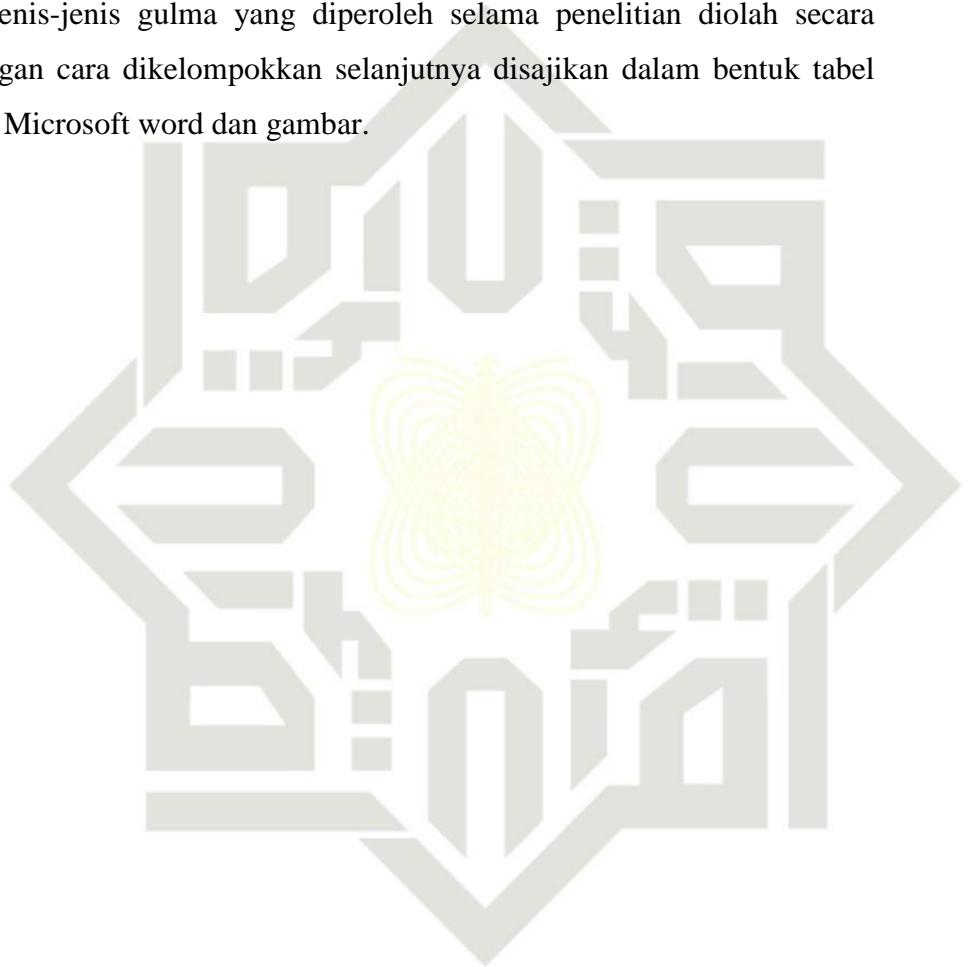 enis-jenis gulma yang diperoleh selama penelitian diolah secara
gan cara dikelompokkan selanjutnya disajikan dalam bentuk tabel
Microsoft word dan gambar.